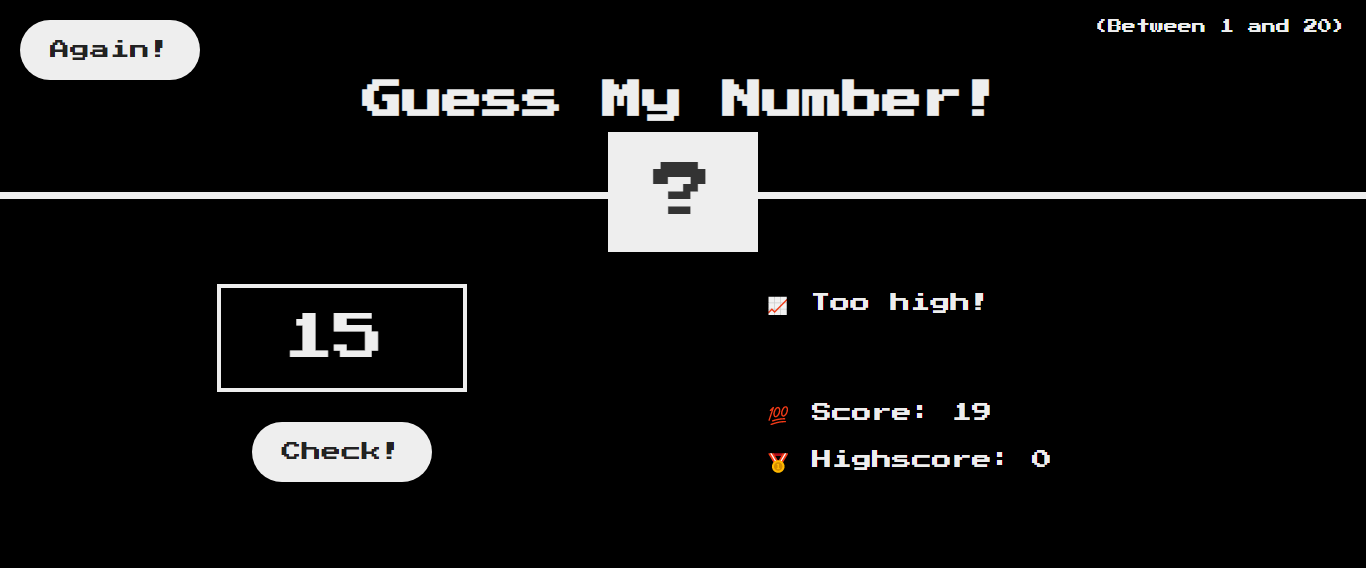 Again!
(Between 1 and 20)
Guess My Number!
?
15
Check!
📈 Too high!
💯 Score: 19
🥇 Highscore: 0